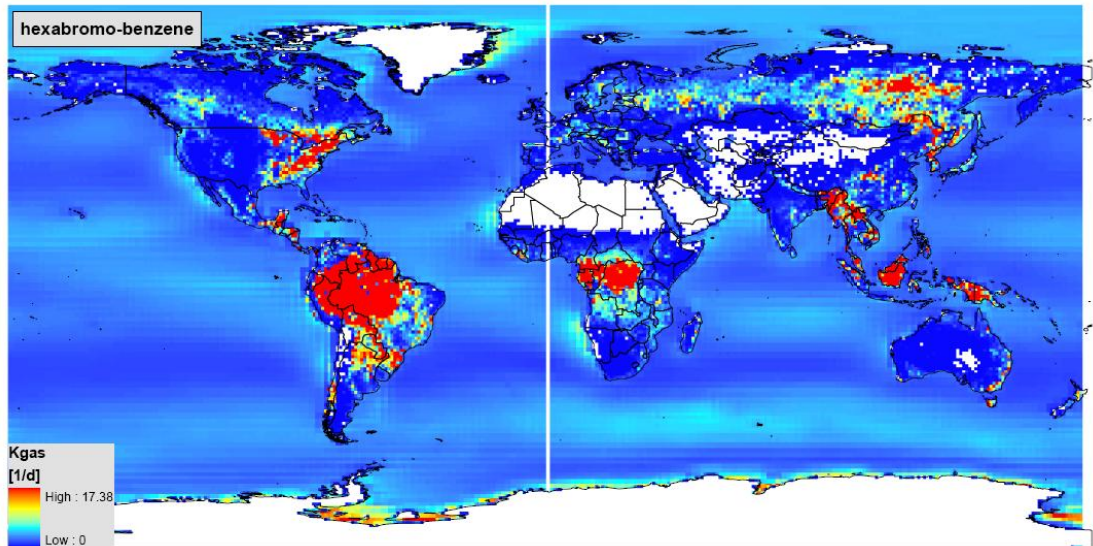 hexabromo-benzene
Kgas
[1/d]
High : 17.38
Low : 0